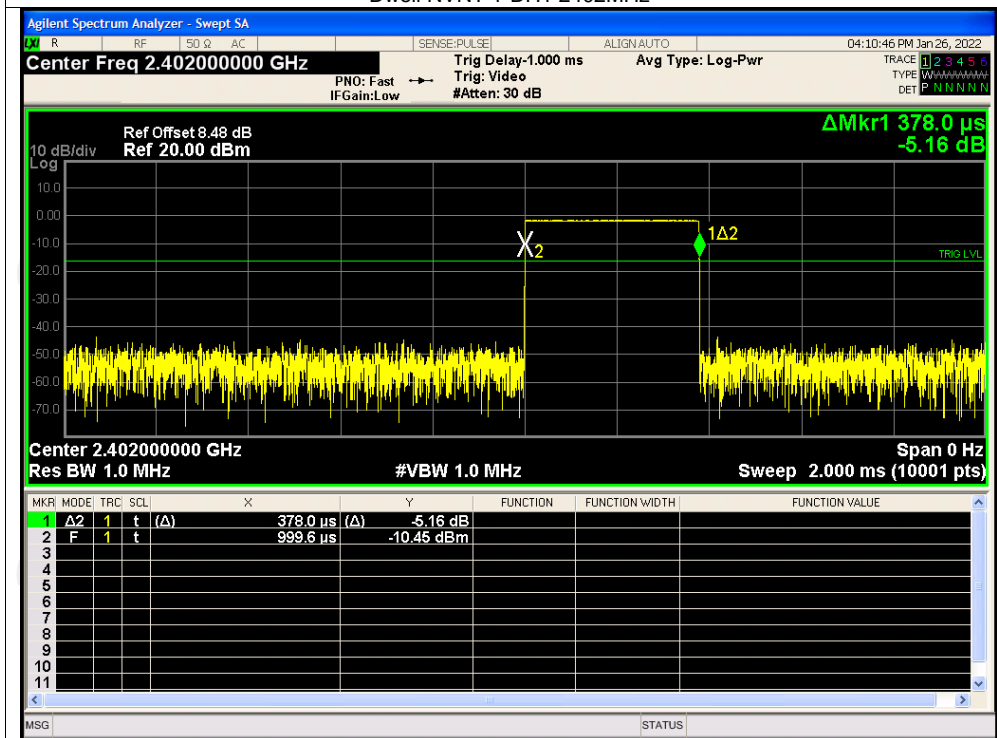 Agilent Spectrum Analyzer - Swept SA
LXI R RF 50 Ω AC SENSE:PULSE ALIGN AUTO 04:10:46 PM Jan 26, 2022
Center Freq 2.402000000 GHz
PNO: Fast
IFGain:Low
Trig Delay-1.000 ms
Trig: Video
#Atten: 30 dB
Avg Type: Log-Pwr
TRACE 1 2 3 4 5 6
TYPE WWWWWW
DET P N N N N N
Ref Offset 8.48 dB
10 dB/div Ref 20.00 dBm
Log
ΔMkr1 378.0 µs
-5.16 dB
10.0
0.00
-10.0
-20.0
-30.0
-40.0
-50.0
-60.0
-70.0
2
1Δ2
TRIG LVL
Center 2.402000000 GHz Span 0 Hz
Res BW 1.0 MHz #VBW 1.0 MHz Sweep 2.000 ms (10001 pts)
MKR MODE TRC SCL X Y FUNCTION FUNCTION WIDTH FUNCTION VALUE
1 Δ2 1 t (Δ) 378.0 µs (Δ) -5.16 dB
2 F 1 t 999.6 µs -10.45 dBm
3
4
5
6
7
8
9
10
11
MSG STATUS